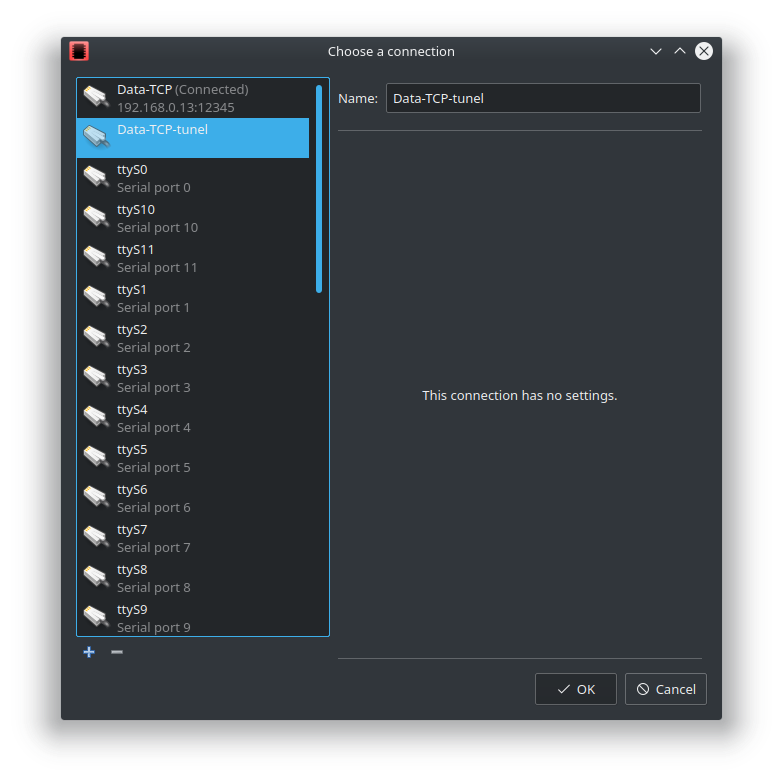 Choose a connection
Data-TCP (Connected)
192.168.0.13:12345
Data-TCP-tunel
ttyS0
Serial port 0
ttyS10
Serial port 10
ttyS11
Serial port 11
ttyS1
Serial port 1
ttyS2
Serial port 2
ttyS3
Serial port 3
ttyS4
Serial port 4
ttyS5
Serial port 5
ttyS6
Serial port 6
ttyS7
Serial port 7
ttyS8
Serial port 8
ttyS9
Serial port 9
Name: Data-TCP-tunel
This connection has no settings.
OK
Cancel